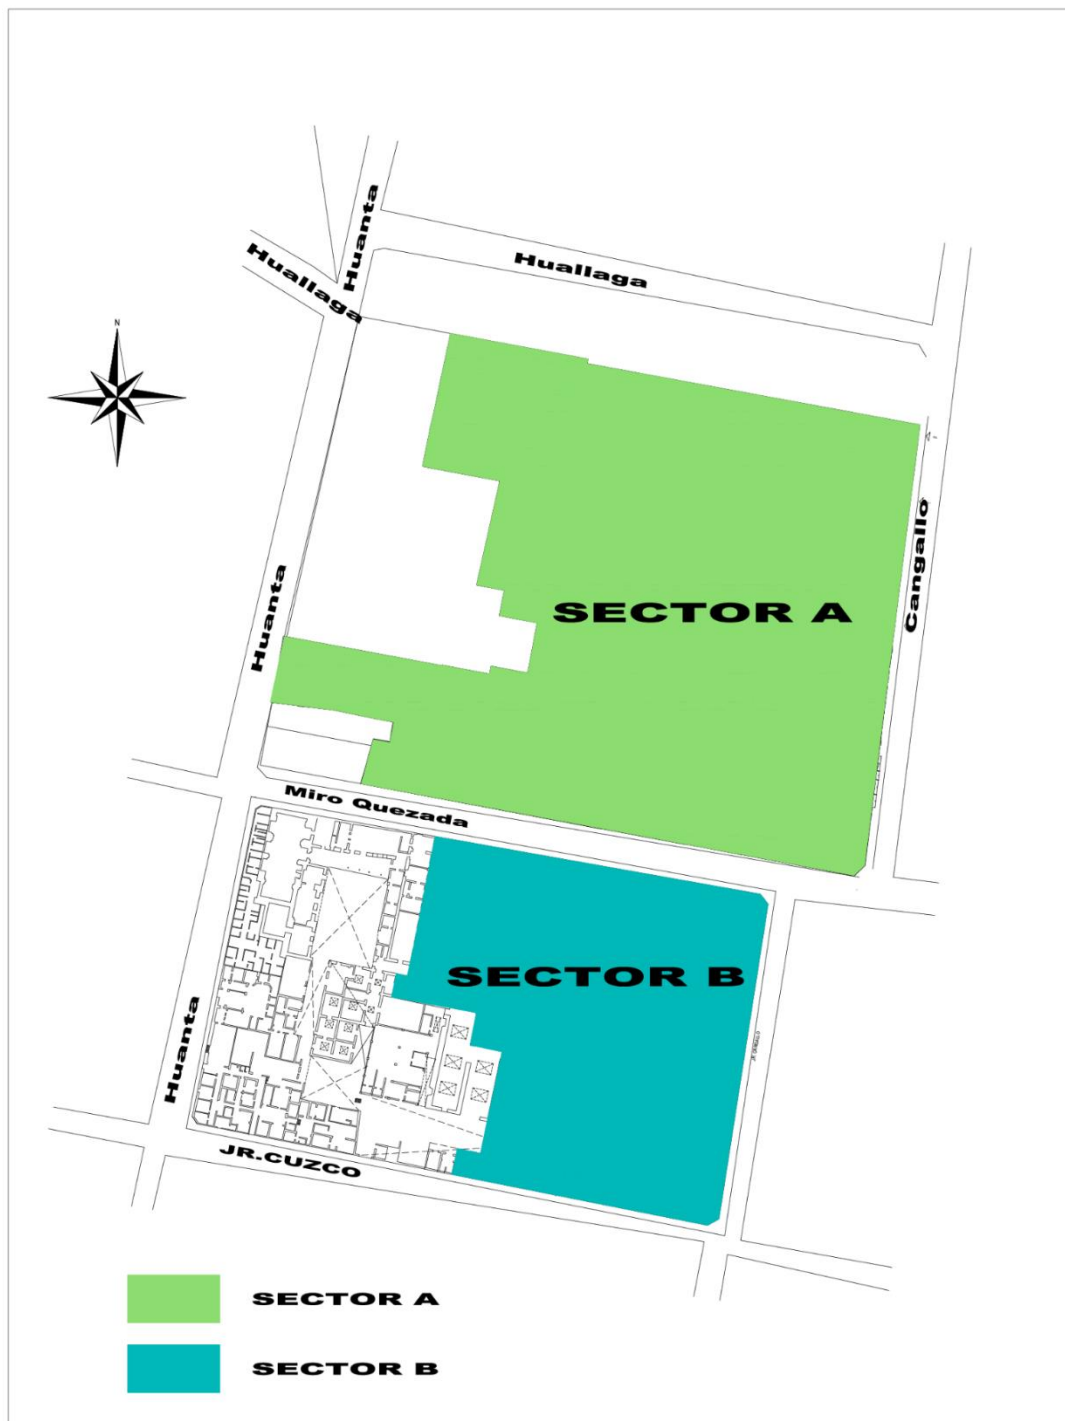 Huanta
Huallaga
Huallaga
N
Cangallo
SECTOR A
Huanta
Miro Quezada
SECTOR B
Huanta
JR.CUZCO
SECTOR A
SECTOR B